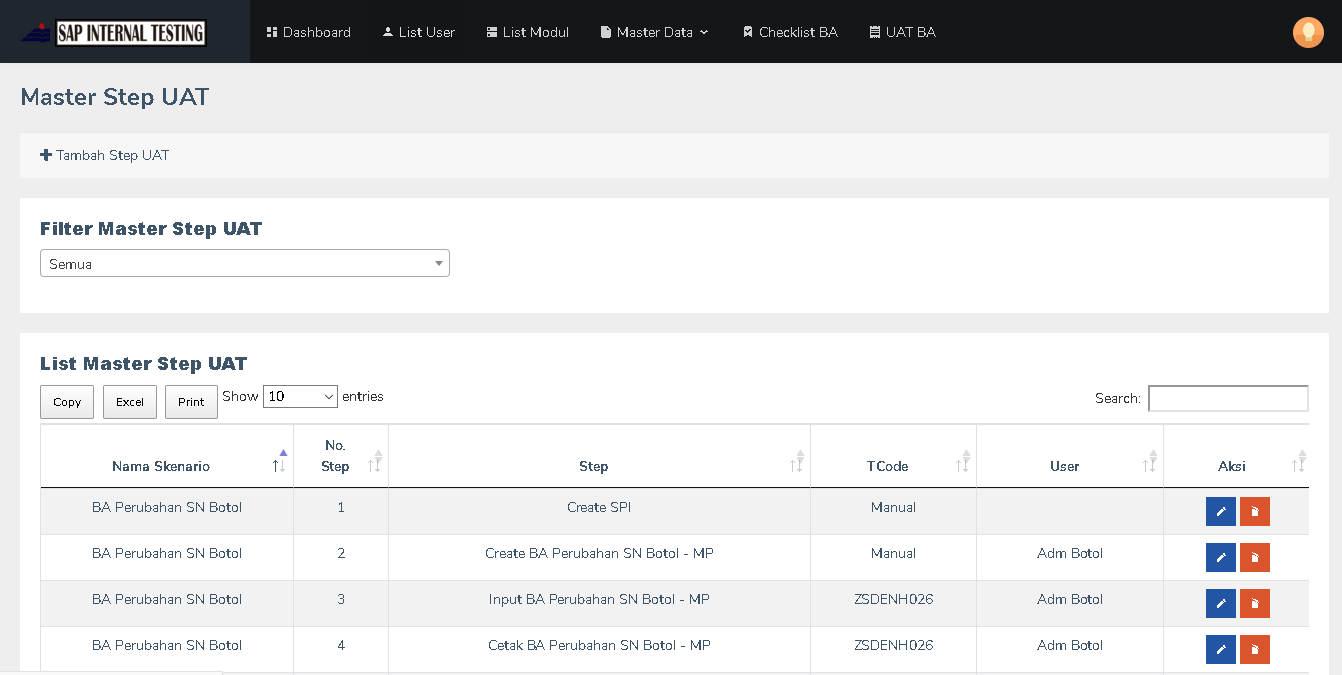 SAP INTERNAL TESTING
Dashboard List User List Modul Master Data Checklist BA UAT BA
Master Step UAT
Tambah Step UAT
Filter Master Step UAT
Semua
List Master Step UAT
Copy Excel Print Show 10 entries Search:
Nama Skenario No. Step Step TCode User Aksi
BA Perubahan SN Botol 1 Create SPI Manual
BA Perubahan SN Botol 2 Create BA Perubahan SN Botol - MP Manual Adm Botol
BA Perubahan SN Botol 3 Input BA Perubahan SN Botol - MP ZSDENH026 Adm Botol
BA Perubahan SN Botol 4 Cetak BA Perubahan SN Botol - MP ZSDENH026 Adm Botol